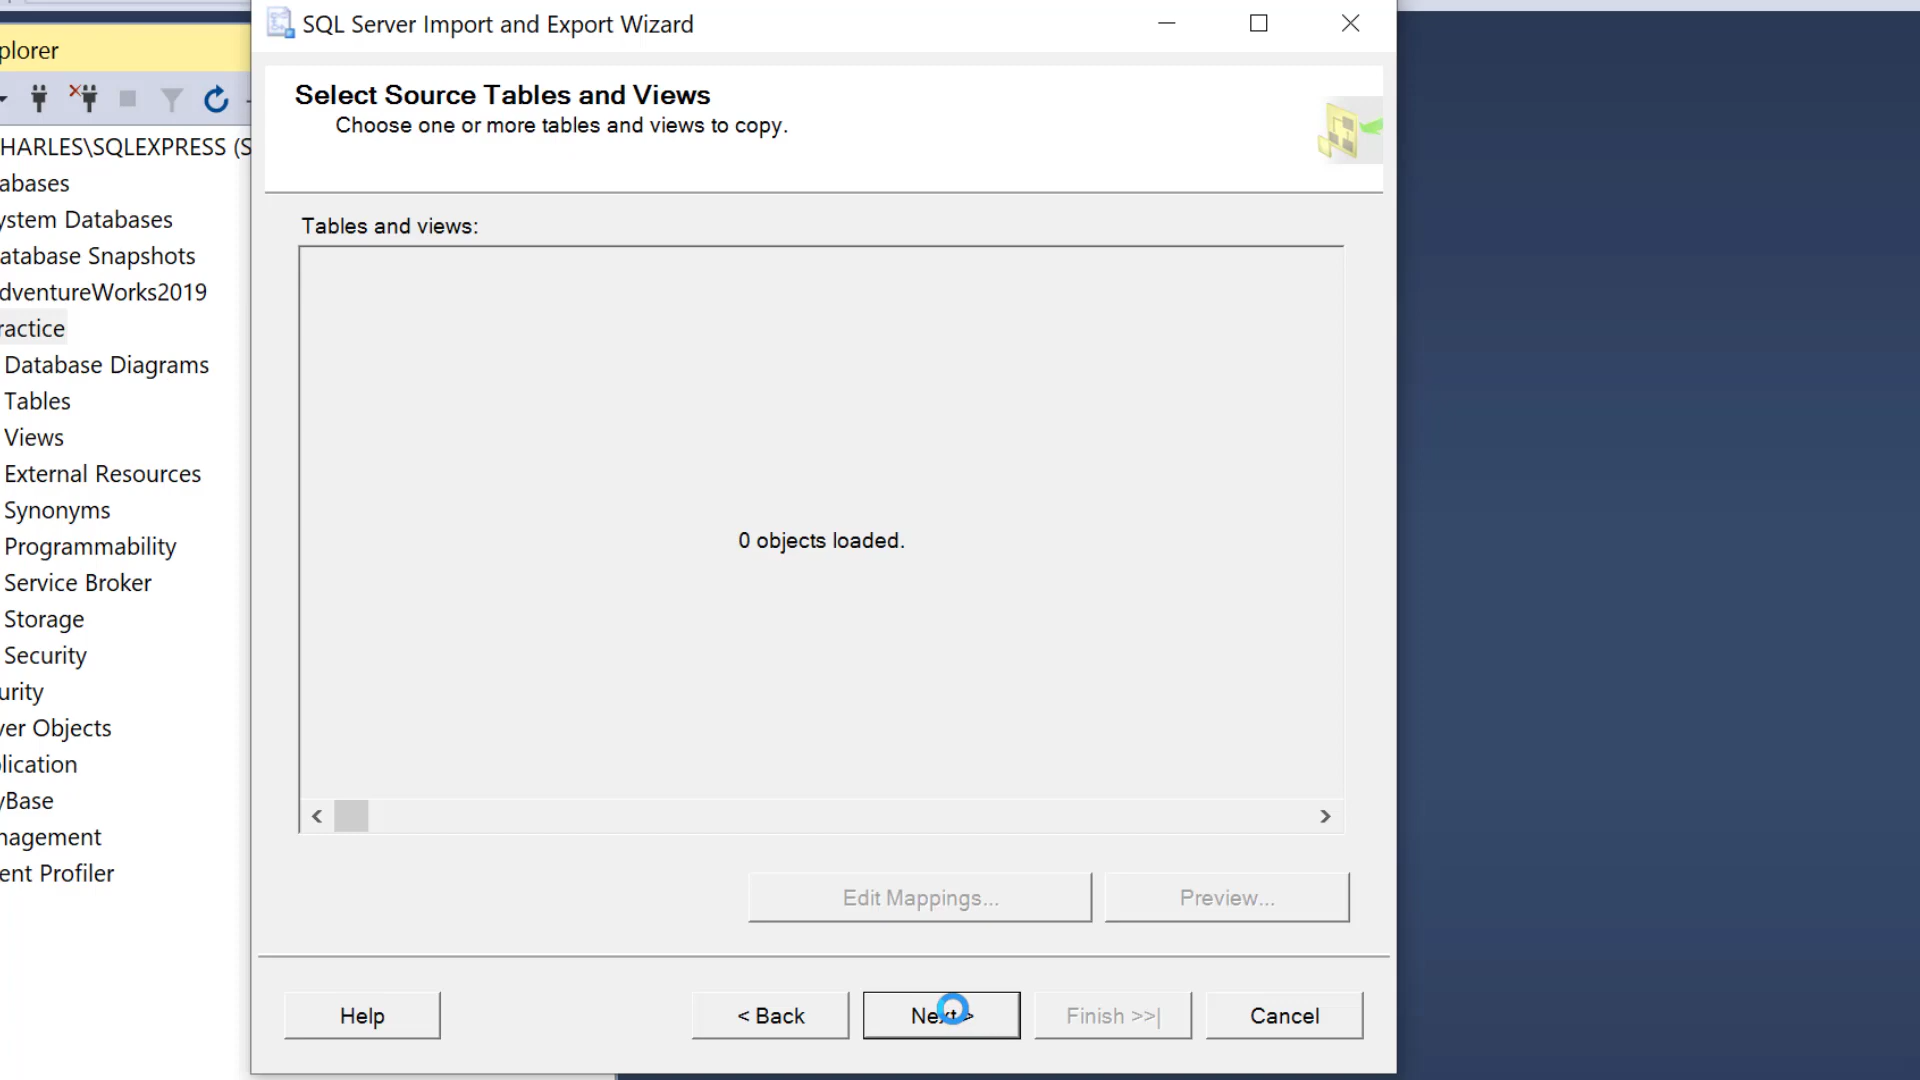 SQL Server Import and Export Wizard
plorer
Select Source Tables and Views
Choose one or more tables and views to copy.
HARLES\SQLEXPRESS (S
abases
ystem Databases
atabase Snapshots
dventureWorks2019
ractice
Database Diagrams
Tables
Views
External Resources
Synonyms
Programmability
Service Broker
Storage
Security
urity
ver Objects
lication
yBase
nagement
ent Profiler
Tables and views:
0 objects loaded.
Edit Mappings...
Preview...
Help
< Back
Next >
Finish >>|
Cancel